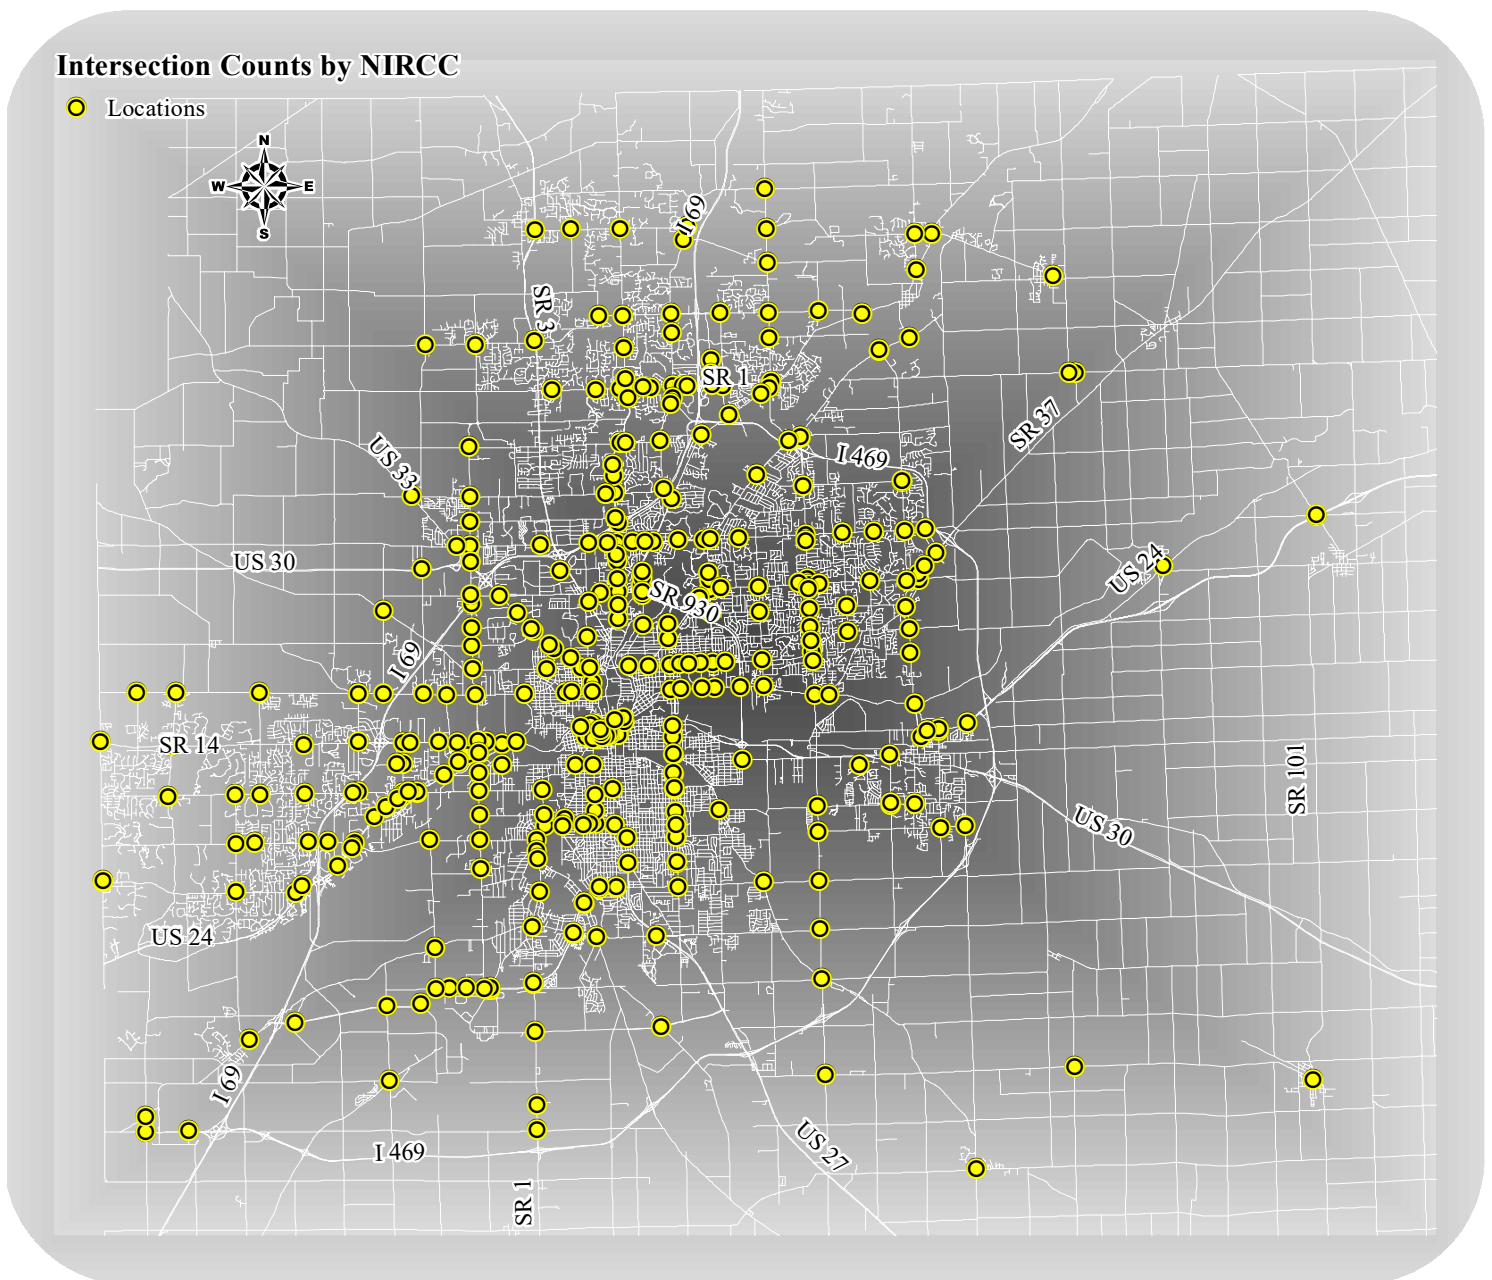 Intersection Counts by NIRCC
Locations
N
W E
S
I 69
SR 3
SR 1
SR 37
US 33
I 469
US 30
US 24
SR 930
I 69
SR 14
SR 101
US 30
US 24
I 69
I 469
US 27
SR 1